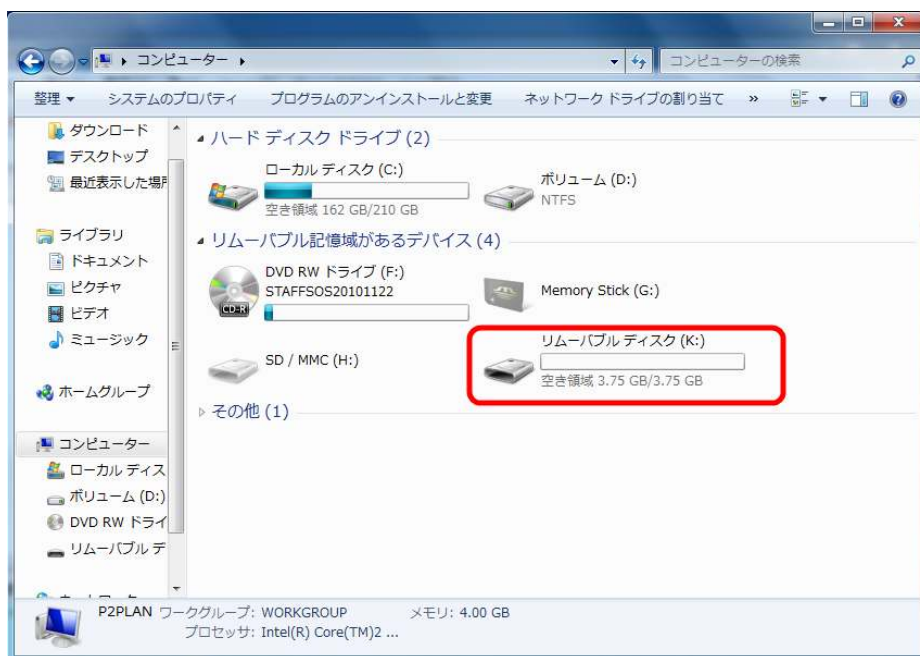 コンピューター
コンピューターの検索
整理
システムのプロパティ
プログラムのアンインストールと変更
ネットワーク ドライブの割り当て
»
ダウンロード
デスクトップ
最近表示した場所
ライブラリ
ドキュメント
ピクチャ
ビデオ
ミュージック
ホームグループ
コンピューター
ローカル ディス
ボリューム (D:)
DVD RW ドライ
リムーバブル デ
ハード ディスク ドライブ (2)
ローカル ディスク (C:)
空き領域 162 GB/210 GB
ボリューム (D:)
NTFS
リムーバブル記憶域があるデバイス (4)
DVD RW ドライブ (F:)
STAFFSOS20101122
CD-R
Memory Stick (G:)
SD / MMC (H:)
リムーバブル ディスク (K:)
空き領域 3.75 GB/3.75 GB
その他 (1)
P2PLAN ワークグループ: WORKGROUP メモリ: 4.00 GB
プロセッサ: Intel(R) Core(TM)2 ...